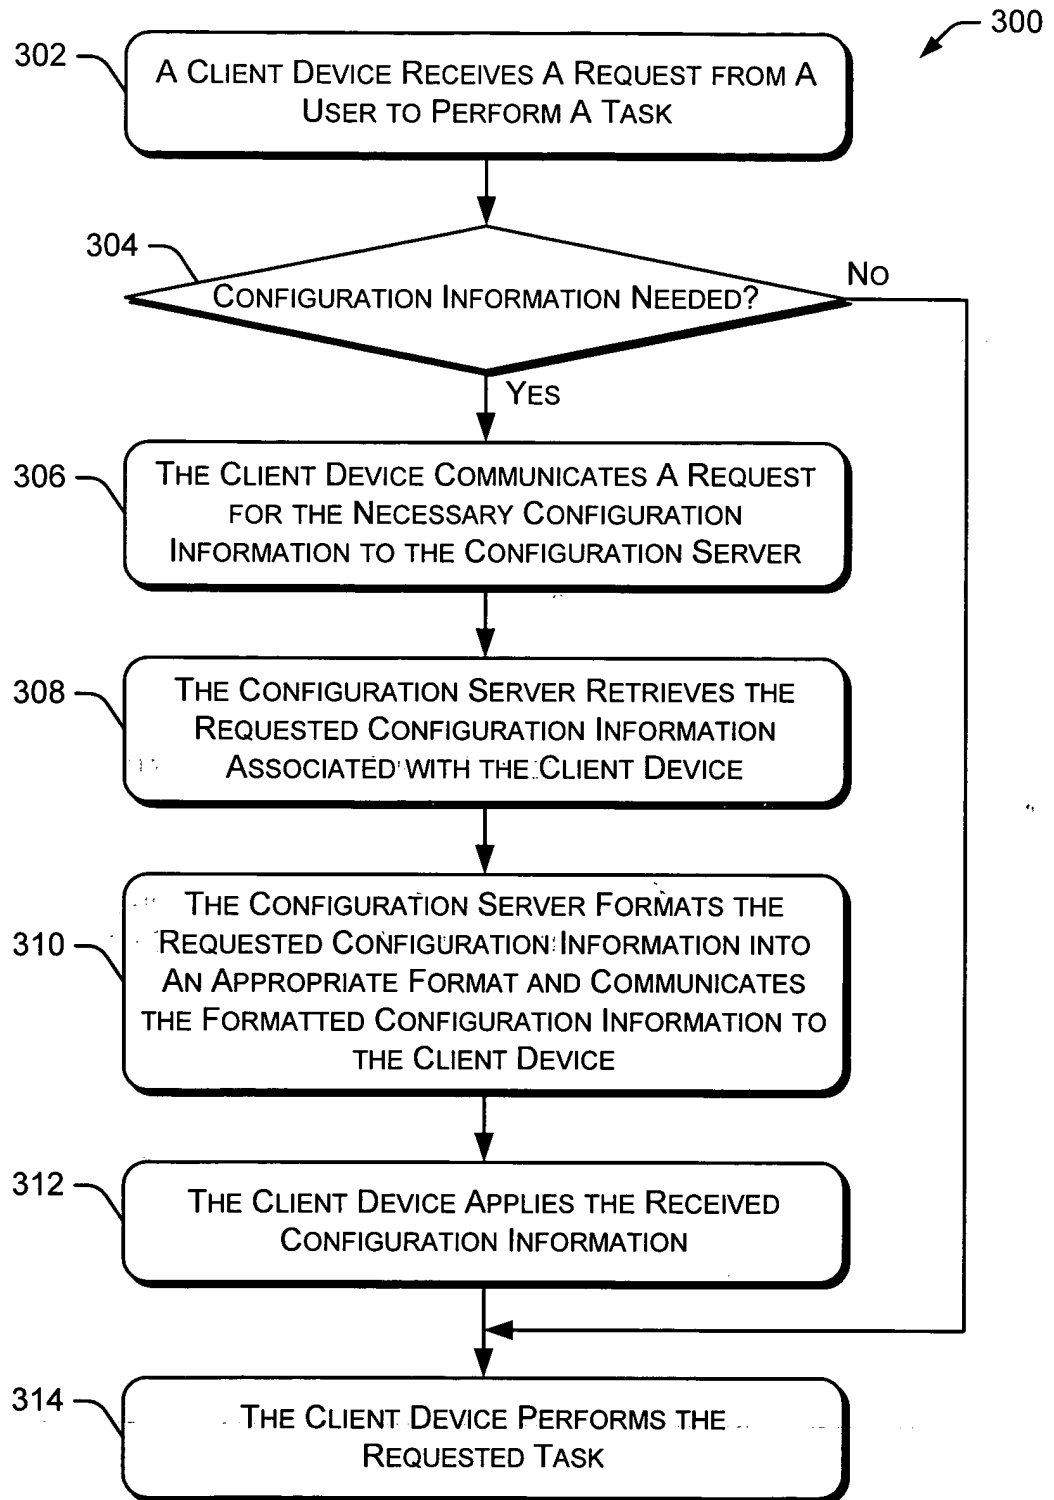 300
302
A CLIENT DEVICE RECEIVES A REQUEST FROM A
USER TO PERFORM A TASK
304
CONFIGURATION INFORMATION NEEDED?
NO
YES
306
THE CLIENT DEVICE COMMUNICATES A REQUEST
FOR THE NECESSARY CONFIGURATION
INFORMATION TO THE CONFIGURATION SERVER
308
THE CONFIGURATION SERVER RETRIEVES THE
REQUESTED CONFIGURATION INFORMATION
ASSOCIATED WITH THE CLIENT DEVICE
310
THE CONFIGURATION SERVER FORMATS THE
REQUESTED CONFIGURATION INFORMATION INTO
AN APPROPRIATE FORMAT AND COMMUNICATES
THE FORMATTED CONFIGURATION INFORMATION TO
THE CLIENT DEVICE
312
THE CLIENT DEVICE APPLIES THE RECEIVED
CONFIGURATION INFORMATION
314
THE CLIENT DEVICE PERFORMS THE
REQUESTED TASK